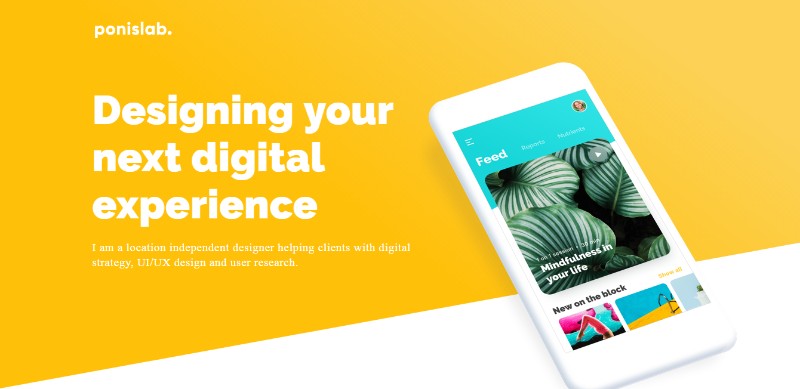 ponislab.
Designing your
next digital
experience
I am a location independent designer helping clients with digital
strategy, UI/UX design and user research.
Feed
Reports
Nutrients
Mindfulness in
your life
New on the block
Show all